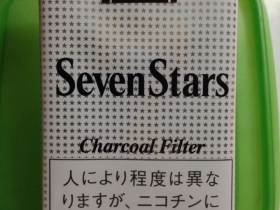 Seven Stars
Charcoal Filter
人により程度は異な
りますが、ニコチンに